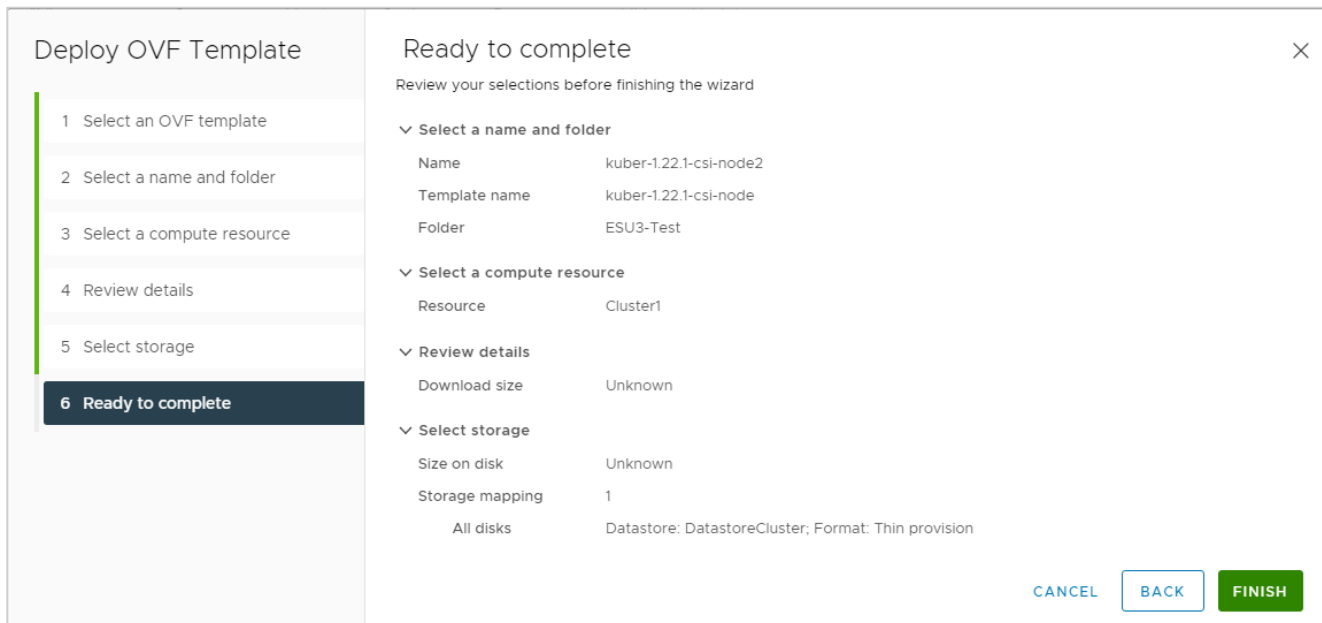 Deploy OVF Template
1 Select an OVF template
2 Select a name and folder
3 Select a compute resource
4 Review details
5 Select storage
6 Ready to complete
Ready to complete
Review your selections before finishing the wizard
Select a name and folder
Name kuber-1.22.1-csi-node2
Template name kuber-1.22.1-csi-node
Folder ESU3-Test
Select a compute resource
Resource Cluster1
Review details
Download size Unknown
Select storage
Size on disk Unknown
Storage mapping 1
All disks Datastore: DatastoreCluster; Format: Thin provision
CANCEL BACK FINISH